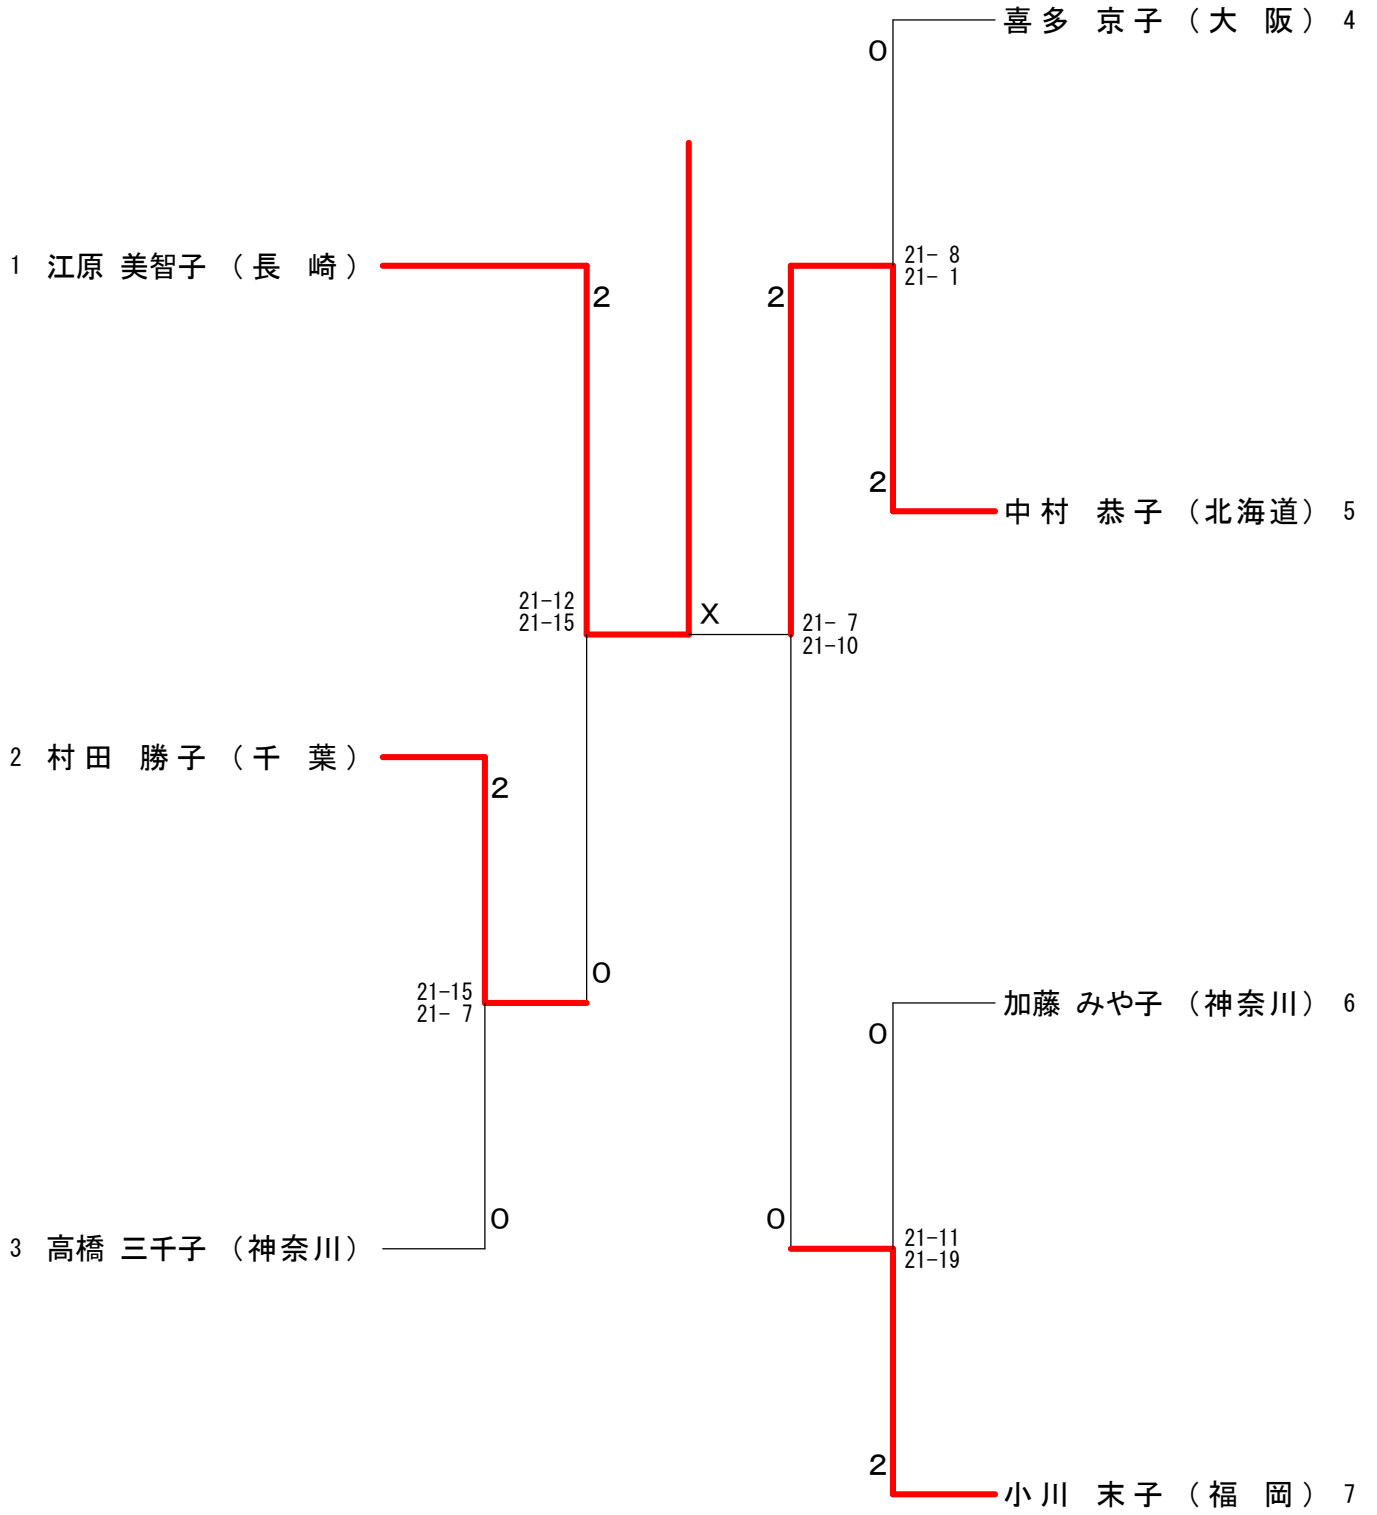 喜多 京子 （大 阪） 4
0
1 江原 美智子 （長 崎）
2
2
21- 8
21- 1
2
中村 恭子 （北海道） 5
21-12
21-15
X
21- 7
21-10
2 村田 勝子 （千 葉）
2
0
21-15
21- 7
加藤 みや子 （神奈川） 6
0
0
0
3 高橋 三千子 （神奈川）
21-11
21-19
2
小川 末子 （福 岡） 7